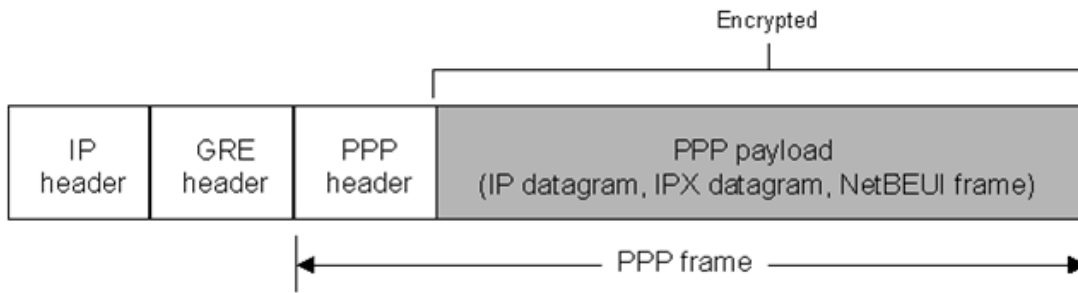 Encrypted
IP
header
GRE
header
PPP
header
PPP payload
(IP datagram, IPX datagram, NetBEUI frame)
PPP frame